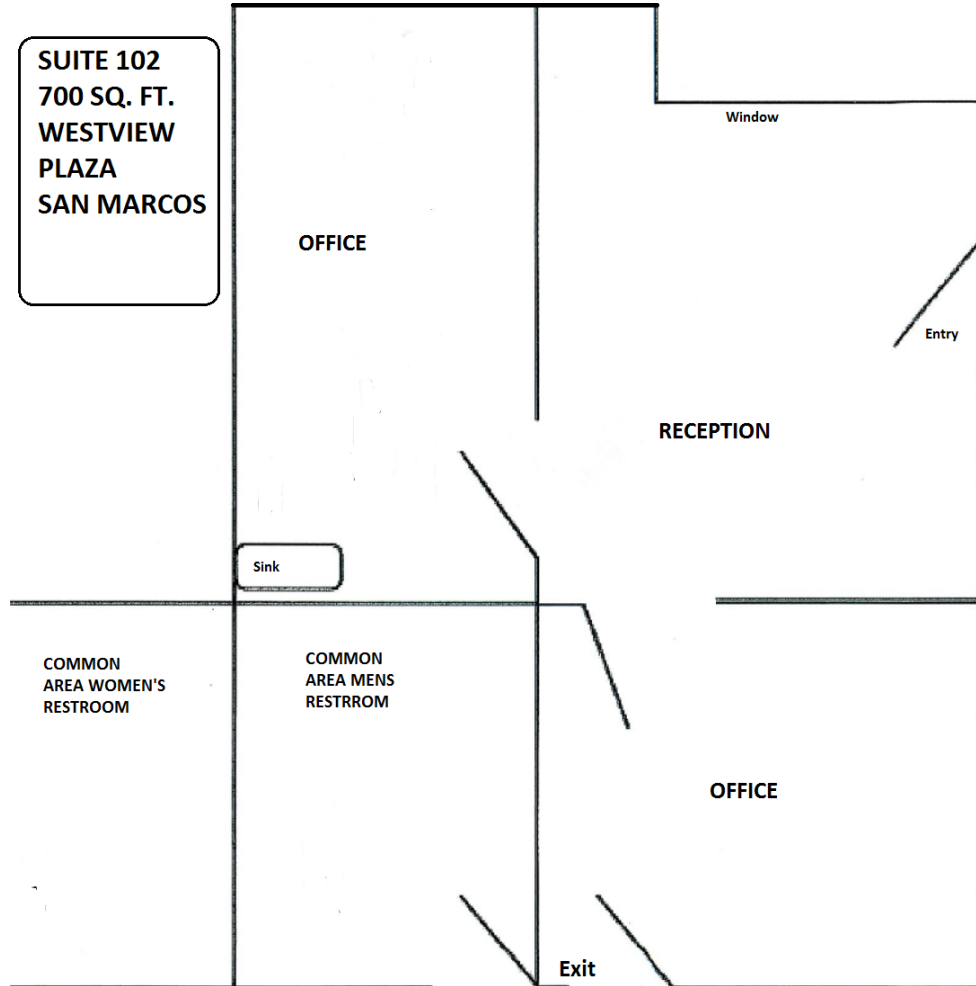 SUITE 102
700 SQ. FT.
WESTVIEW
PLAZA
SAN MARCOS
Window
OFFICE
Entry
RECEPTION
Sink
COMMON
AREA WOMEN'S
RESTROOM
COMMON
AREA MENS
RESTRROM
OFFICE
Exit